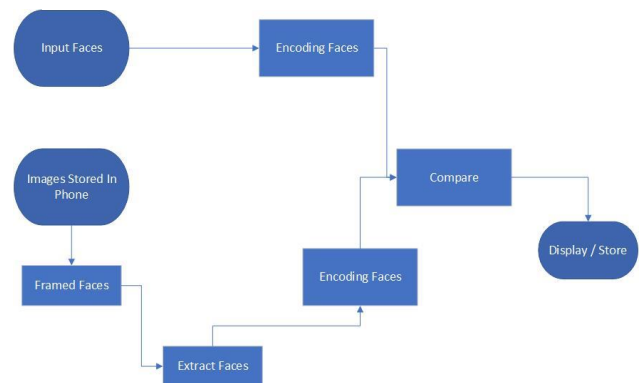 Input Faces
Encoding Faces
Images Stored In
Phone
Compare
Display / Store
Framed Faces
Encoding Faces
Extract Faces